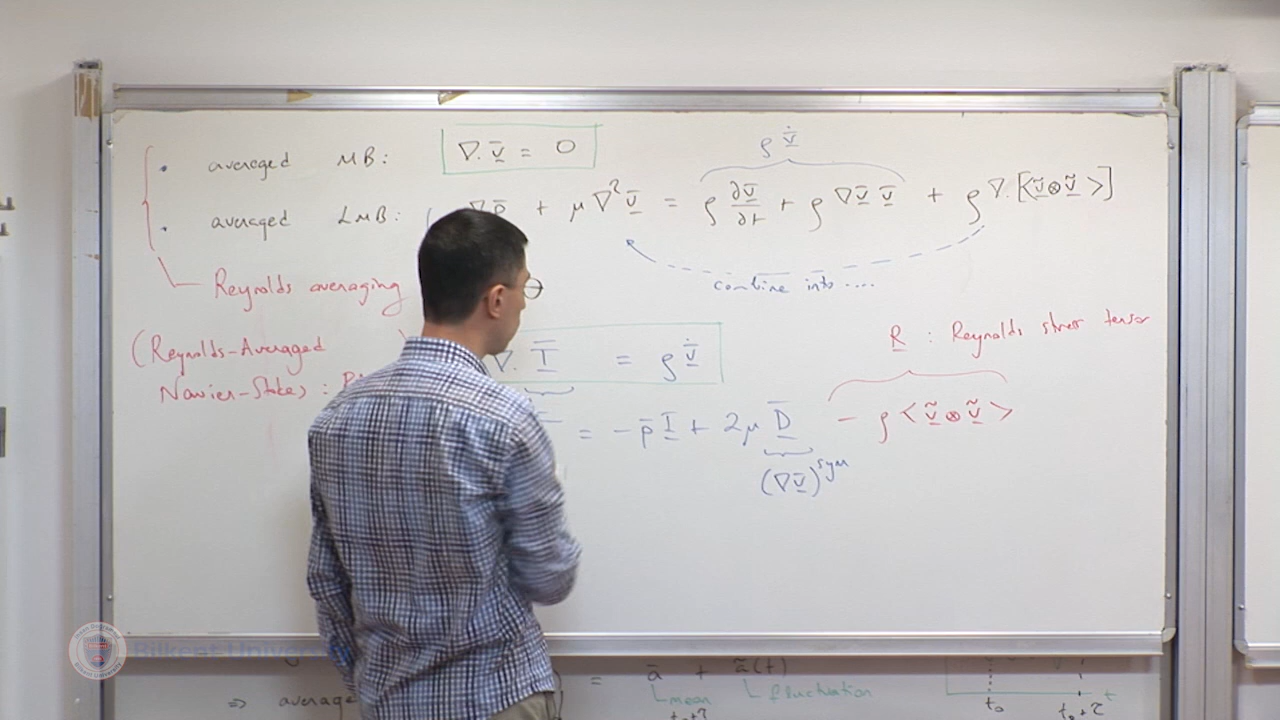 • averaged MB: ∇·v̄ = 0
ρ v̄̇
• averaged LMB: ∇p̄ + μ∇²v̄ = ρ ∂v̄/∂t + ρ ∇v̄ v̄ + ρ∇·[<ṽ⊗ṽ>]
combine into ....
Reynolds averaging
(Reynolds-Averaged
Navier-Stokes :
∇· T̄ = ρ v̄̇
R : Reynolds stress tensor
= -p̄ I + 2μ D̄ - ρ <ṽ⊗ṽ>
(∇v̄)^sym
Bilkent University
⇒ average
= ā + ã(t)
mean fluctuation
t₀+τ
t₀ t₀+τ t